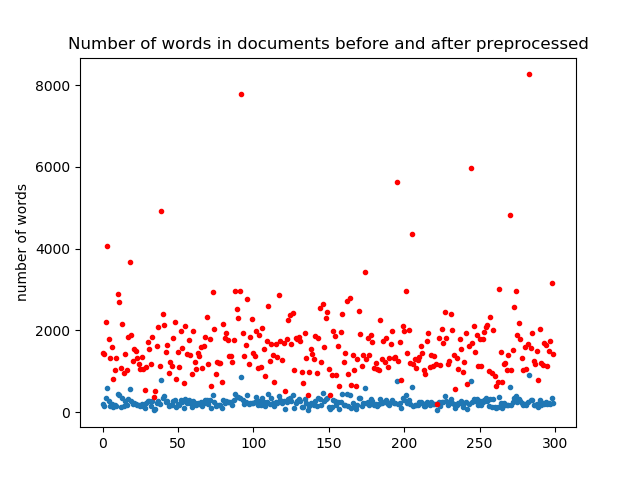 Number of words in documents before and after preprocessed
number of words
8000
6000
4000
2000
0
0 50 100 150 200 250 300